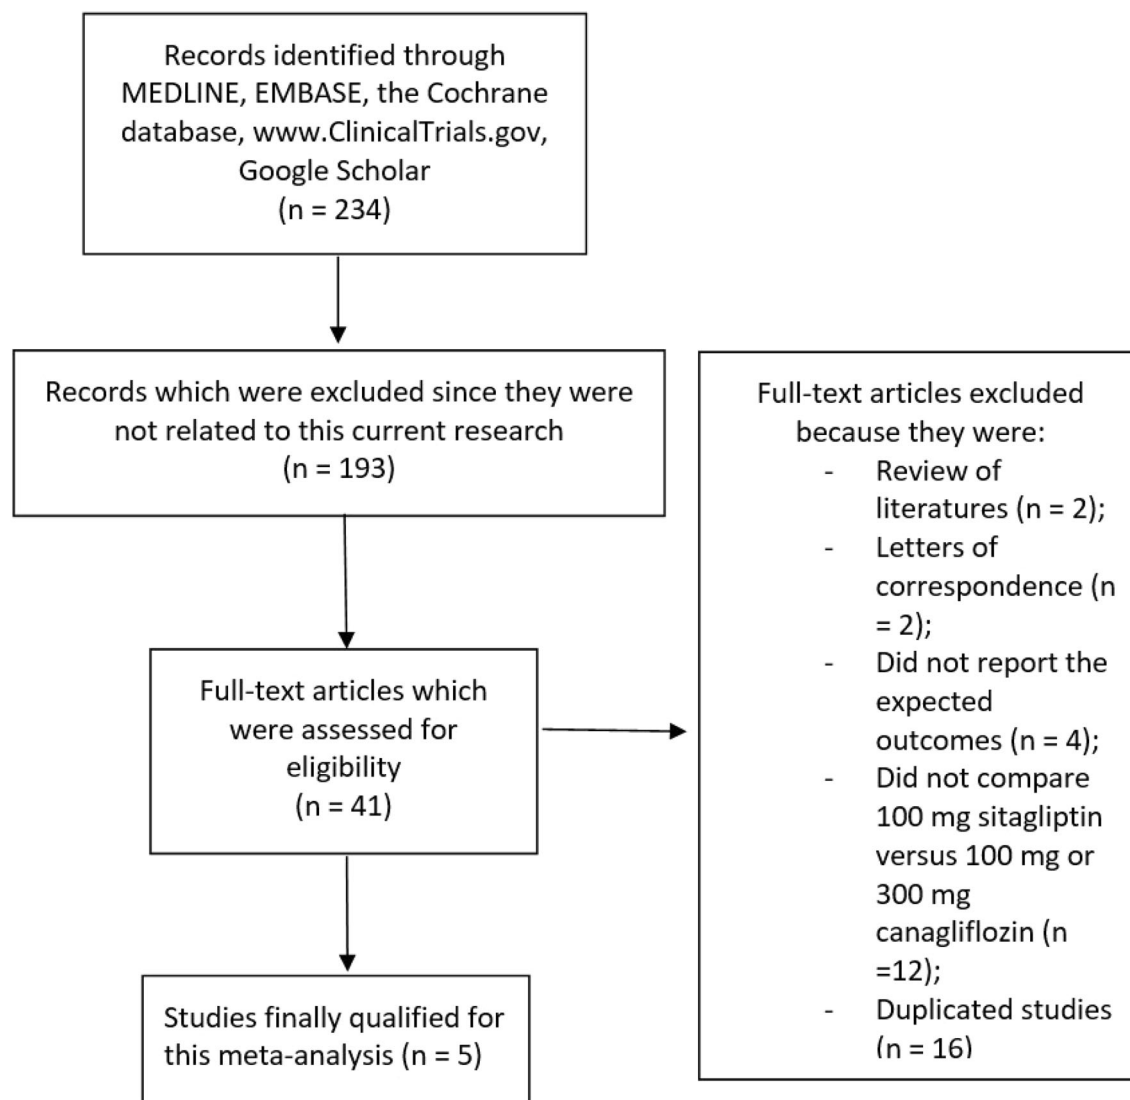 Records identified through
MEDLINE, EMBASE, the Cochrane
database, www.ClinicalTrials.gov,
Google Scholar
(n = 234)
Records which were excluded since they were
not related to this current research
(n = 193)
Full-text articles which
were assessed for
eligibility
(n = 41)
Full-text articles excluded
because they were:
- Review of
literatures (n = 2);
- Letters of
correspondence (n
= 2);
- Did not report the
expected
outcomes (n = 4);
- Did not compare
100 mg sitagliptin
versus 100 mg or
300 mg
canagliflozin (n
=12);
- Duplicated studies
(n = 16)
Studies finally qualified for
this meta-analysis (n = 5)